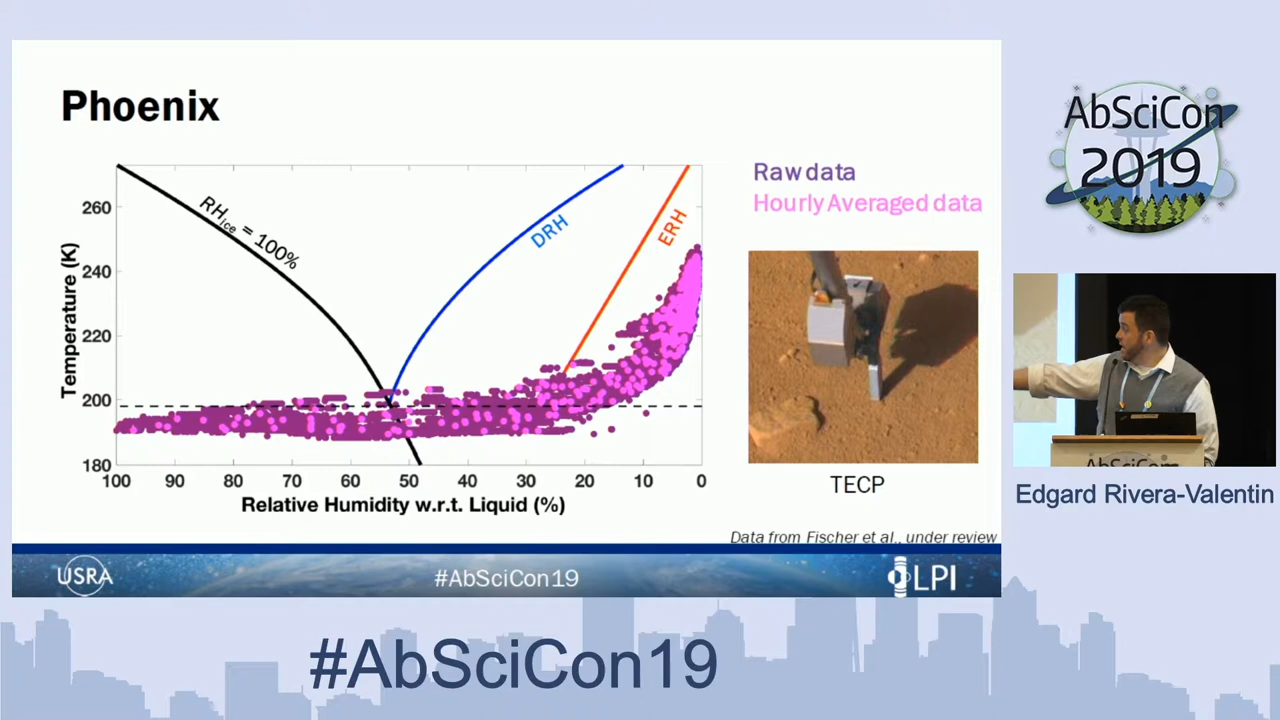 Phoenix
RH_ice = 100%
DRH
ERH
Temperature (K)
260
240
220
200
180
100 90 80 70 60 50 40 30 20 10 0
Relative Humidity w.r.t. Liquid (%)
Raw data
Hourly Averaged data
TECP
Data from Fischer et al., under review
USRA
#AbSciCon19
LPI
AbSciCon
2019
AbSciCon
Edgard Rivera-Valentin
#AbSciCon19